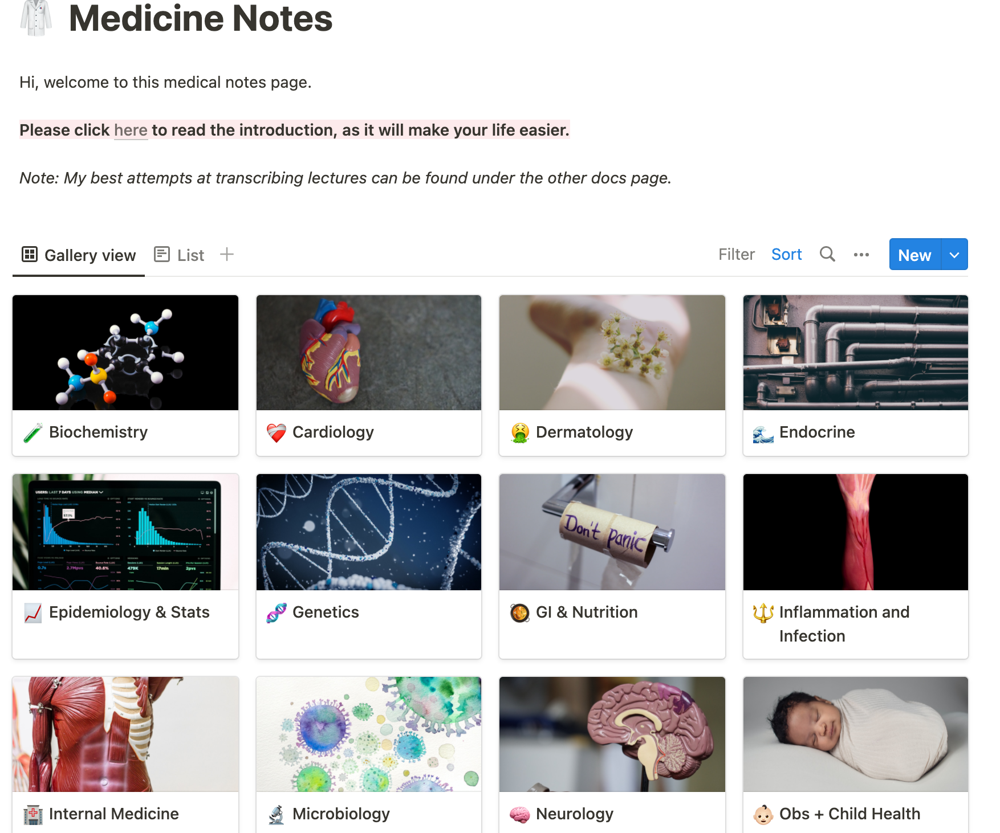 Medicine Notes
Hi, welcome to this medical notes page.
Please click here to read the introduction, as it will make your life easier.
Note: My best attempts at transcribing lectures can be found under the other docs page.
Gallery view List
Filter Sort New
Biochemistry
Cardiology
Dermatology
Endocrine
USERS: LAST 7 DAYS USING MEDIAN
57.1%
0.7s 2.7Mpvs 40.6% 479K 17min 2pvs
Don't panic
Epidemiology & Stats
Genetics
GI & Nutrition
Inflammation and
Infection
Internal Medicine
Microbiology
Neurology
Obs + Child Health